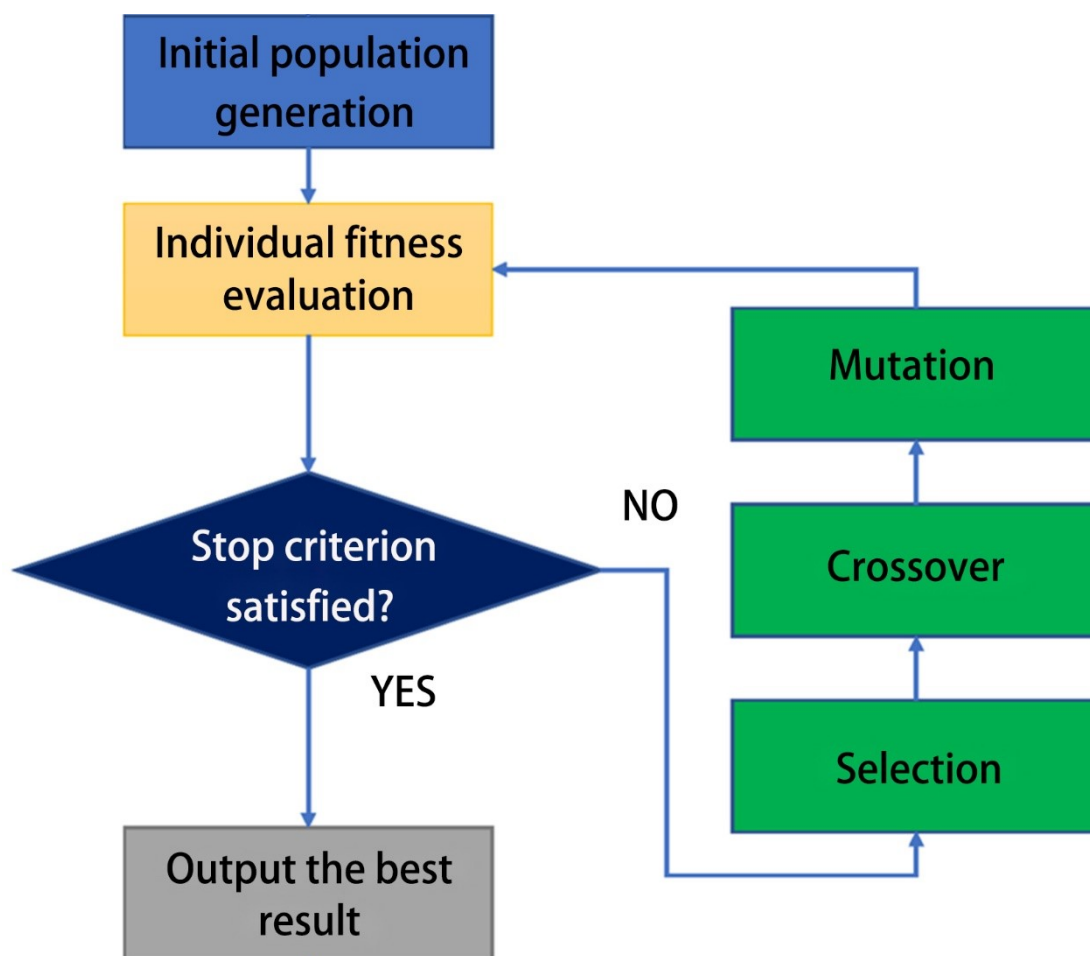 Initial population
generation
Individual fitness
evaluation
Mutation
NO
Stop criterion
satisfied?
Crossover
YES
Selection
Output the best
result